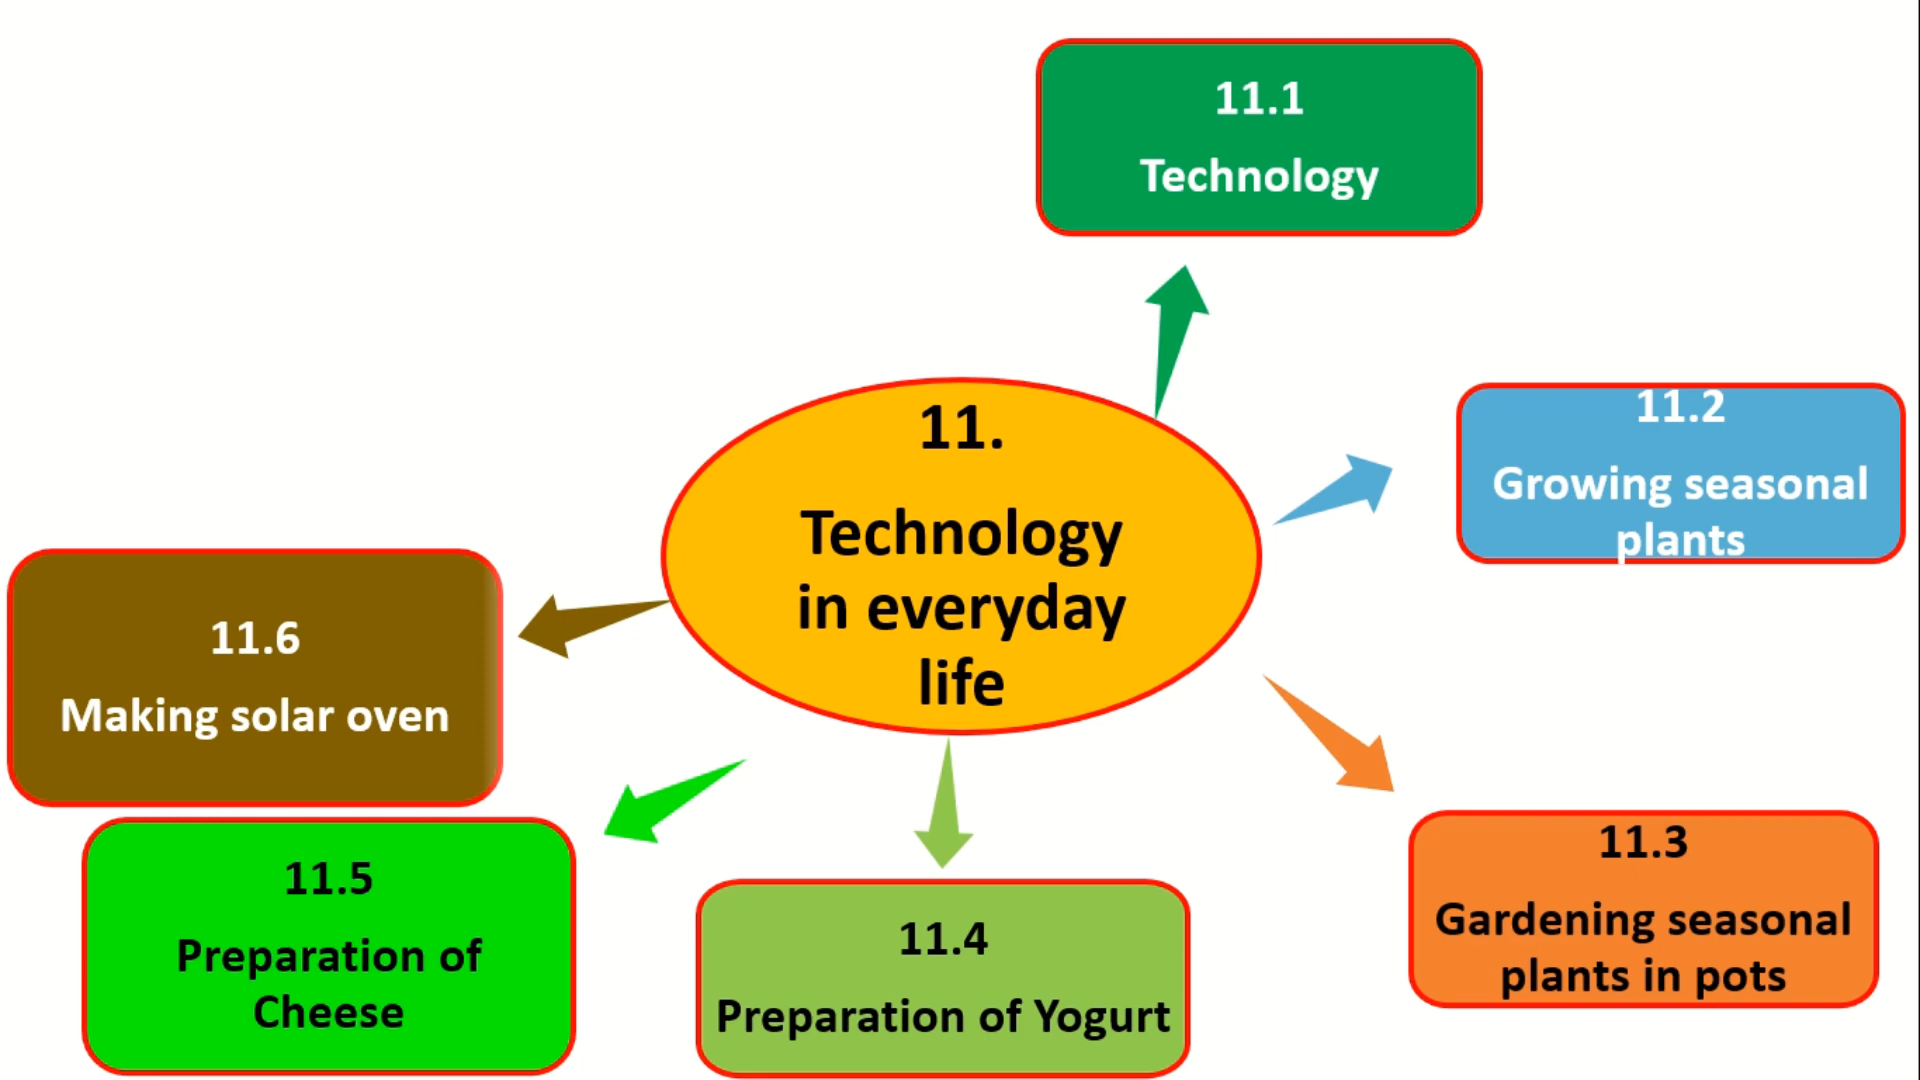 11.1
Technology
11.
Technology
in everyday
life
11.2
Growing seasonal
plants
11.3
Gardening seasonal
plants in pots
11.4
Preparation of Yogurt
11.5
Preparation of
Cheese
11.6
Making solar oven